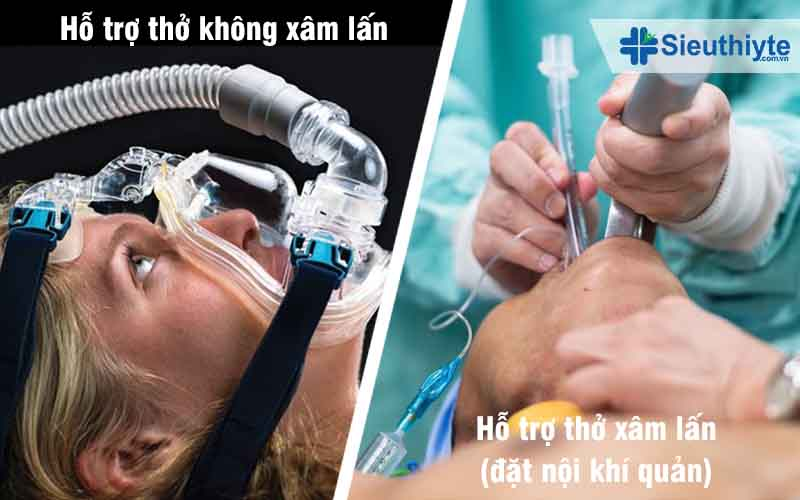 Hỗ trợ thở không xâm lấn
Sieuthiyte
.com.vn
Hỗ trợ thở xâm lấn
(đặt nội khí quản)